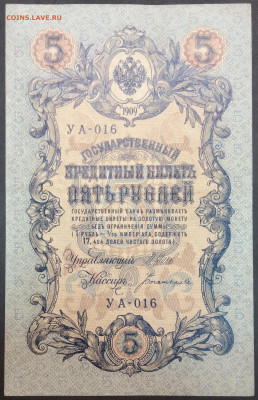 COINS.LAVE.RU
5 5
1909
УА-016
ГОСУДАРСТВЕННЫЙ
КРЕДИТНЫЙ БИЛЕТЪ
ПЯТЬ РУБЛЕЙ
ГОСУДАРСТВЕННЫЙ БАНКЪ РАЗМѢНИВАЕТЪ
КРЕДИТНЫЕ БИЛЕТЫ НА ЗОЛОТУЮ МОНЕТУ
БЕЗЪ ОГРАНИЧЕНІЯ СУММЫ
(1 РУБЛЬ = 1/15 ИМПЕРІАЛА, СОДЕРЖИТЪ
17,424 ДОЛЕЙ ЧИСТАГО ЗОЛОТА)
Управляющій
Кассиръ
УА-016
5